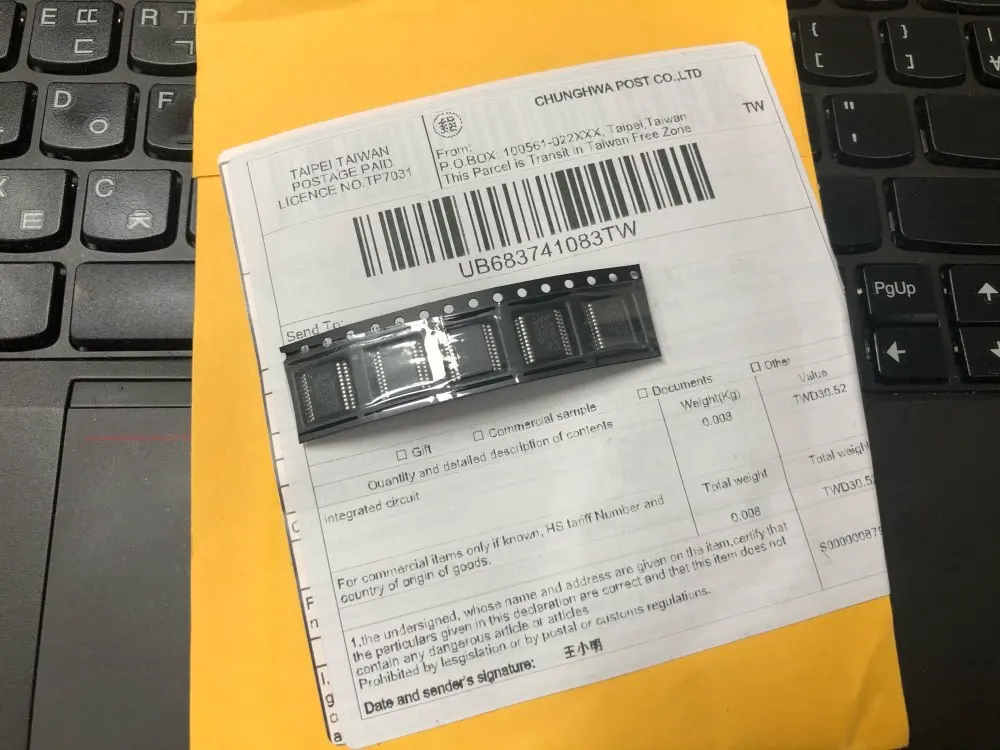 E ㄸ
ㄷ
R ㄲ
ㄱ
D
ㅇ
F
X
ㅌ
C
ㅊ
{
[
}
]
"
'
PgUp
CHUNGHWA POST CO.,LTD
TW
TAIPEI TAIWAN
POSTAGE PAID
LICENCE NO.TP7031
From:
P.O.BOX: 100561-022XXX, Taipei,Taiwan
This Parcel is Transit in Taiwan Free Zone
UB683741083TW
Send To:
□ Gift □ Commercial sample □ Documents □ Other
Quantity and detailed description of contents
Weight(Kg)
Value
integrated circuit
0.008
TWD30.52
For commercial items only if known, HS tariff Number and
country of origin of goods.
Total weight
Total weight
0.008
TWD30.52
1.the undersigned, whose name and address are given on the item,certify that
the particulars given in this declaration are correct and that this item does not
contain any dangerous article or articles
Prohibited by lesgislation or by postal or customs regulations.
Date and sender's signature:
王小明